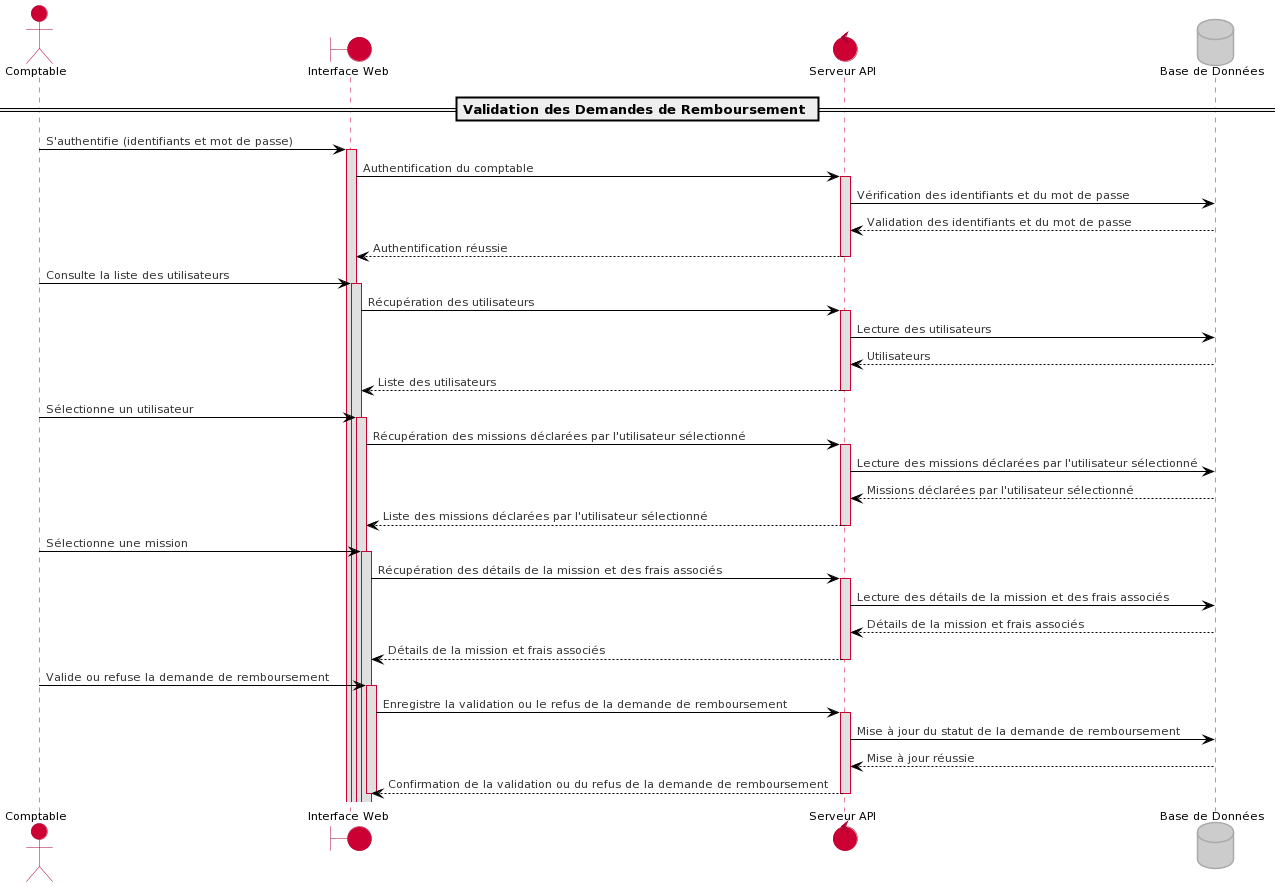 Comptable
Interface Web
Serveur API
Base de Données
Validation des Demandes de Remboursement
S'authentifie (identifiants et mot de passe)
Authentification du comptable
Vérification des identifiants et du mot de passe
Validation des identifiants et du mot de passe
Authentification réussie
Consulte la liste des utilisateurs
Récupération des utilisateurs
Lecture des utilisateurs
Utilisateurs
Liste des utilisateurs
Sélectionne un utilisateur
Récupération des missions déclarées par l'utilisateur sélectionné
Lecture des missions déclarées par l'utilisateur sélectionné
Missions déclarées par l'utilisateur sélectionné
Liste des missions déclarées par l'utilisateur sélectionné
Sélectionne une mission
Récupération des détails de la mission et des frais associés
Lecture des détails de la mission et des frais associés
Détails de la mission et frais associés
Détails de la mission et frais associés
Valide ou refuse la demande de remboursement
Enregistre la validation ou le refus de la demande de remboursement
Mise à jour du statut de la demande de remboursement
Mise à jour réussie
Confirmation de la validation ou du refus de la demande de remboursement
Comptable
Interface Web
Serveur API
Base de Données